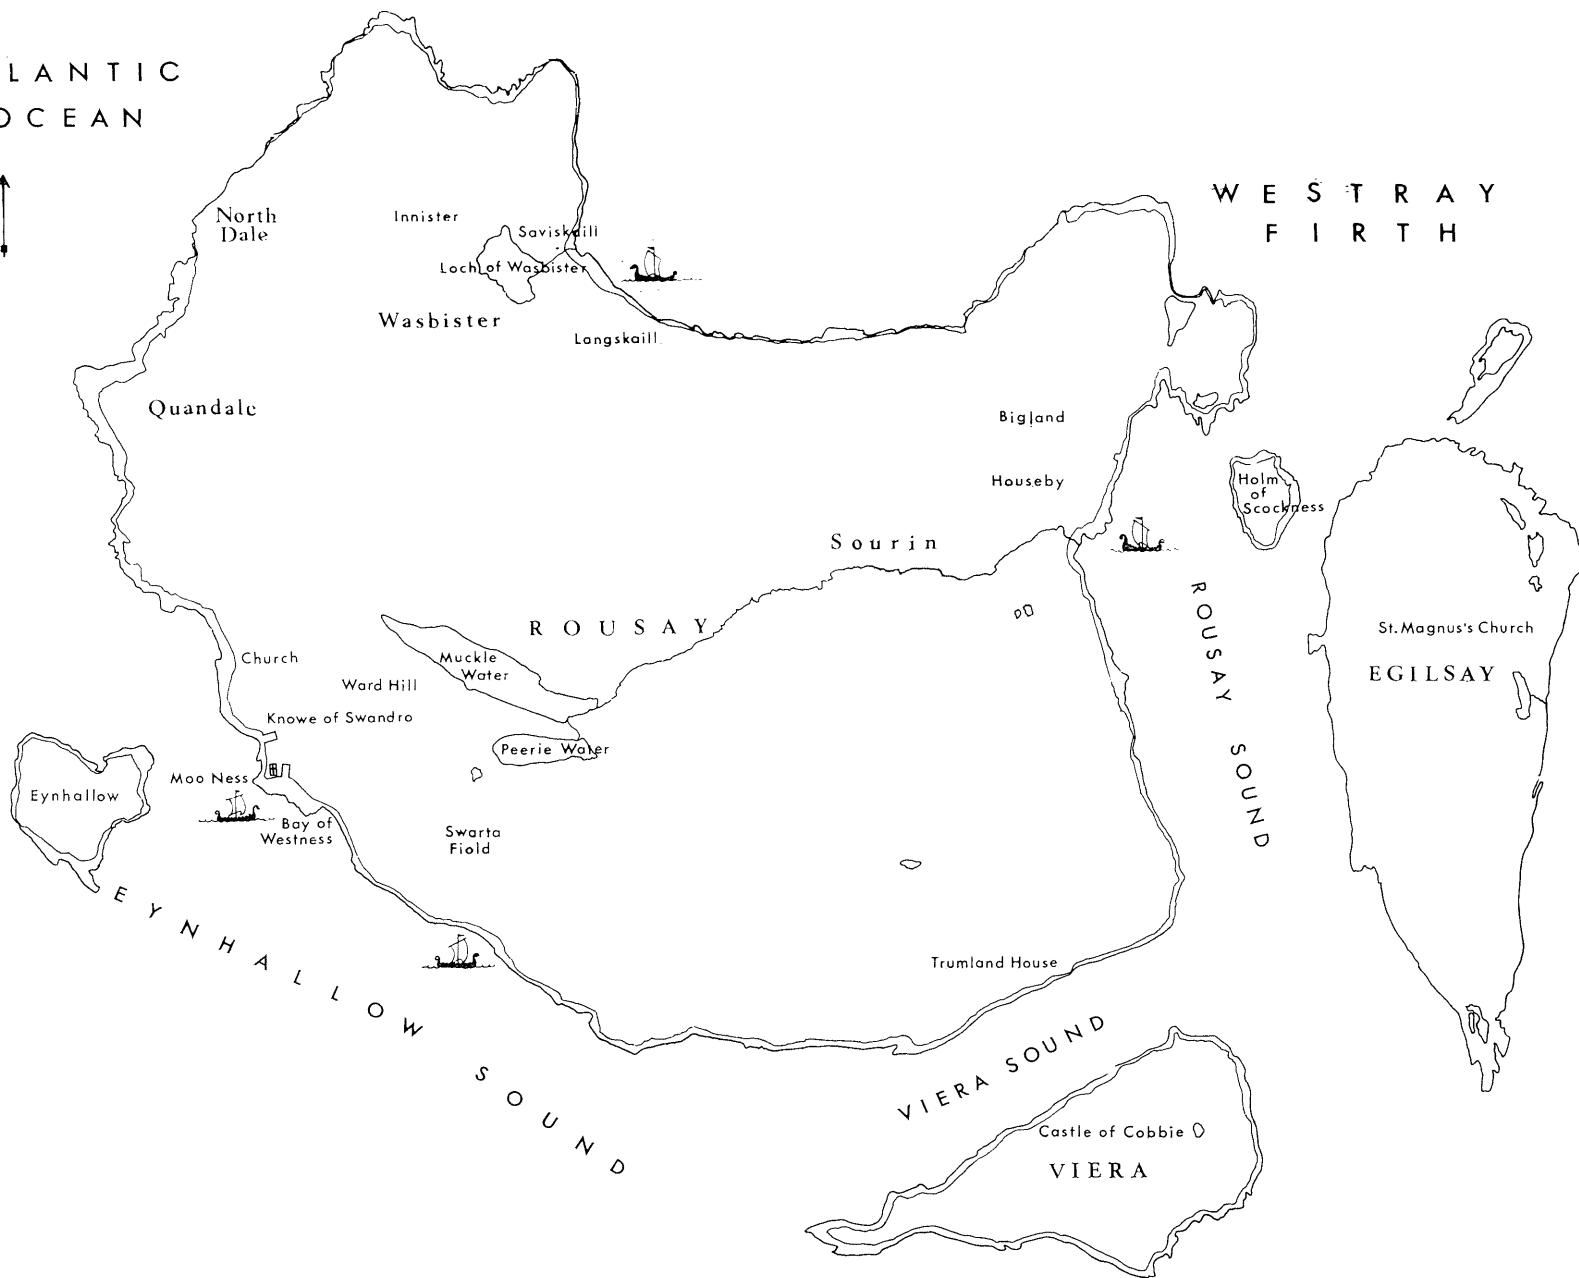 LANTIC
OCEAN
WESTRAY
FIRTH
North
Dale
Innister
Saviskaill
Loch of Wasbister
Wasbister
Langskaill
Quandale
Bigland
Houseby
Holm
of
Scockness
Sourin
ROUSAY
ROUSAY SOUND
St. Magnus's Church
EGILSAY
Church
Muckle
Water
Ward Hill
Knowe of Swandro
Peerie Water
Moo Ness
Eynhallow
Bay of
Westness
Swarta
Fiold
EYNHALLOW SOUND
Trumland House
VIERA SOUND
Castle of Cobbie
VIERA